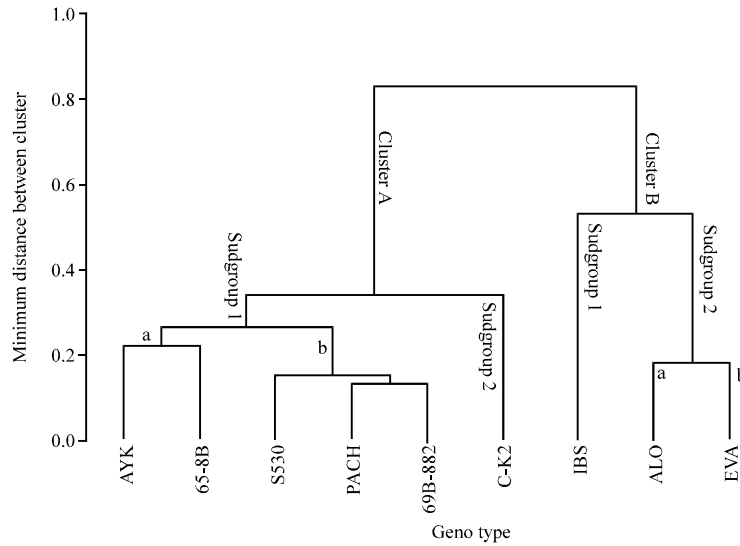 1.0
0.8
0.6
0.4
0.2
0.0
Minimum distance between cluster
Cluster A
Cluster B
Sudgroup 1
Sudgroup 2
Sudgroup 1
Sudgroup 2
a
b
a
AYK
65-8B
S530
PACH
69B-882
C-K2
IBS
ALO
EVA
Geno type